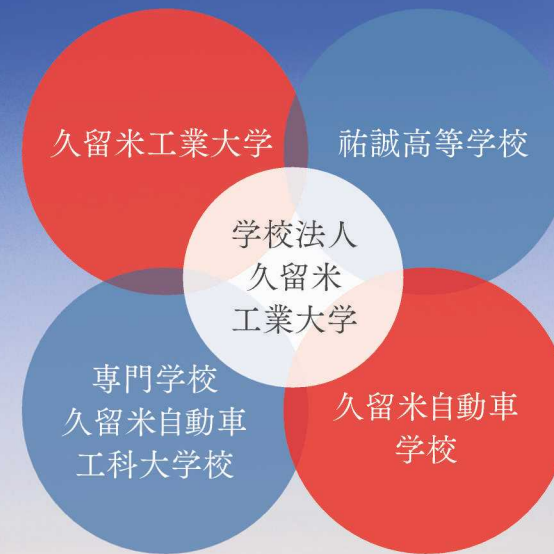 久留米工業大学
祐誠高等学校
学校法人
久留米
工業大学
専門学校
久留米自動車
工科大学校
久留米自動車
学校